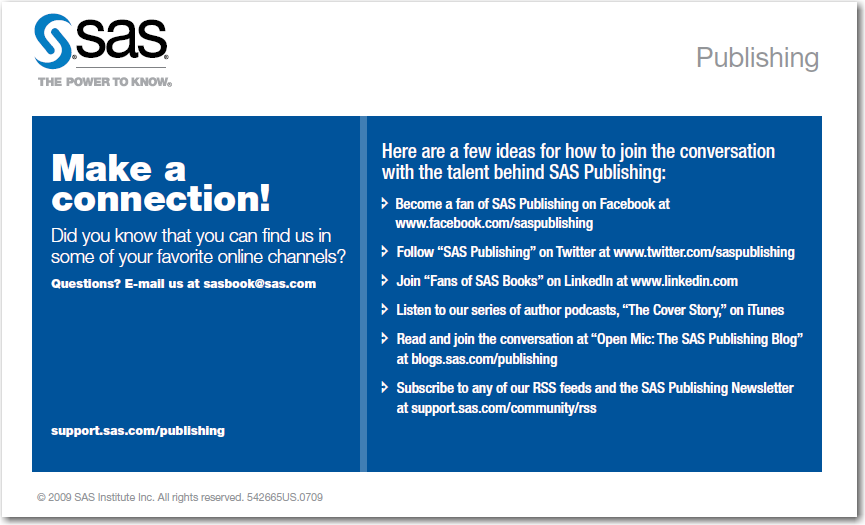 sas®
THE POWER TO KNOW®
Publishing
Make a
connection!
Did you know that you can find us in
some of your favorite online channels?
Questions? E-mail us at sasbook@sas.com
support.sas.com/publishing
Here are a few ideas for how to join the conversation
with the talent behind SAS Publishing:
Become a fan of SAS Publishing on Facebook at
www.facebook.com/saspublishing
Follow “SAS Publishing” on Twitter at www.twitter.com/saspublishing
Join “Fans of SAS Books” on LinkedIn at www.linkedin.com
Listen to our series of author podcasts, “The Cover Story,” on iTunes
Read and join the conversation at “Open Mic: The SAS Publishing Blog”
at blogs.sas.com/publishing
Subscribe to any of our RSS feeds and the SAS Publishing Newsletter
at support.sas.com/community/rss
© 2009 SAS Institute Inc. All rights reserved. 542665US.0709